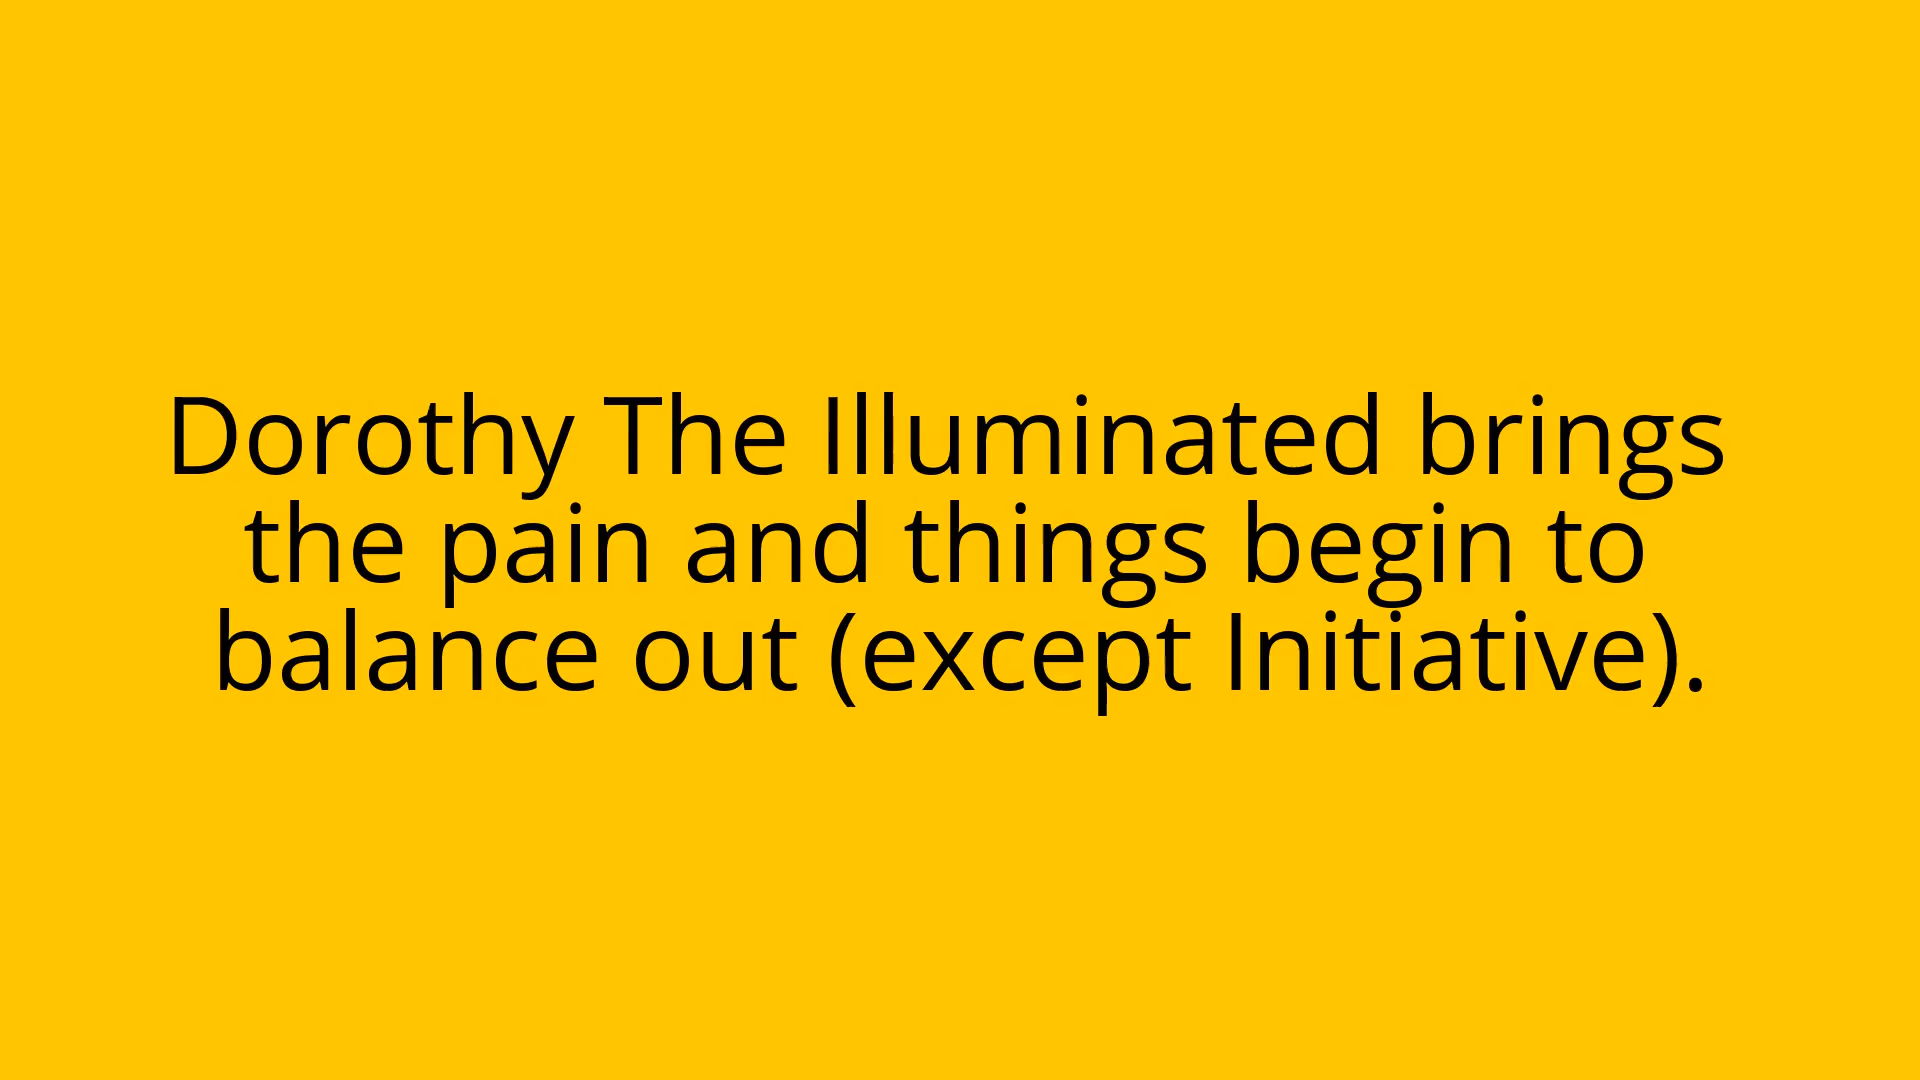 Dorothy The Illuminated brings
the pain and things begin to
balance out (except Initiative).